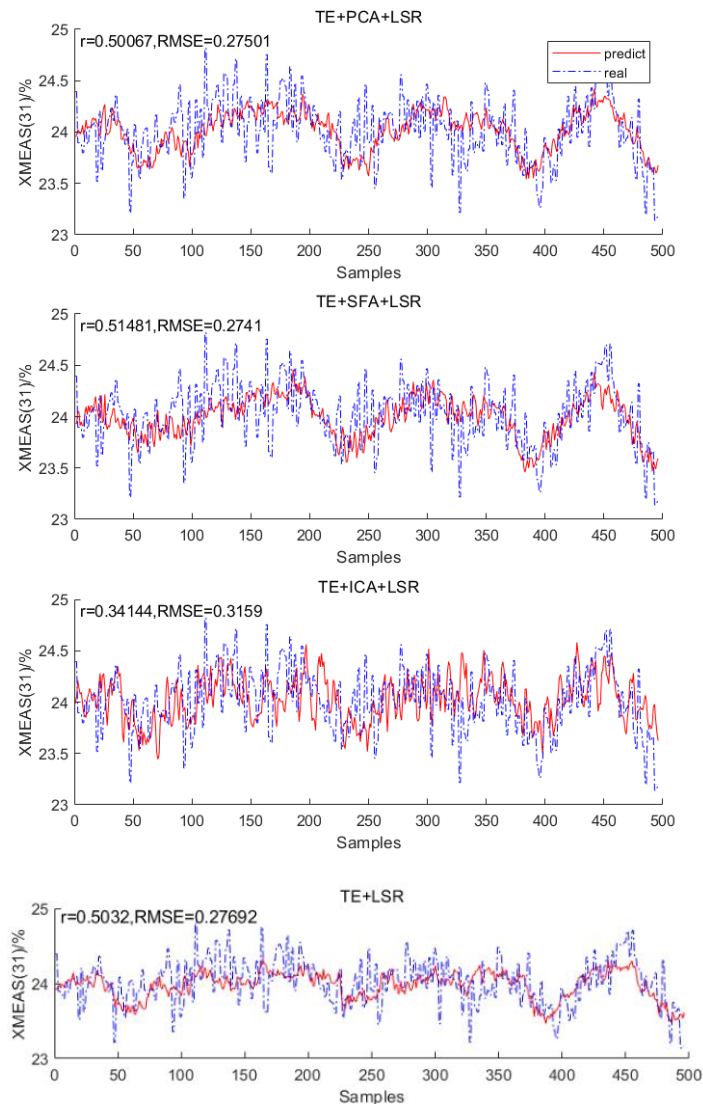 TE+PCA+LSR
25
r=0.50067,RMSE=0.27501
predict
real
24.5
24
23.5
23
XMEAS(31)/%
0 50 100 150 200 250 300 350 400 450 500
Samples
TE+SFA+LSR
25
r=0.51481,RMSE=0.2741
24.5
24
23.5
23
XMEAS(31)/%
0 50 100 150 200 250 300 350 400 450 500
Samples
TE+ICA+LSR
25
r=0.34144,RMSE=0.3159
24.5
24
23.5
23
XMEAS(31)/%
0 50 100 150 200 250 300 350 400 450 500
Samples
TE+LSR
25
r=0.5032,RMSE=0.27692
24
23
XMEAS(31)/%
0 50 100 150 200 250 300 350 400 450 500
Samples